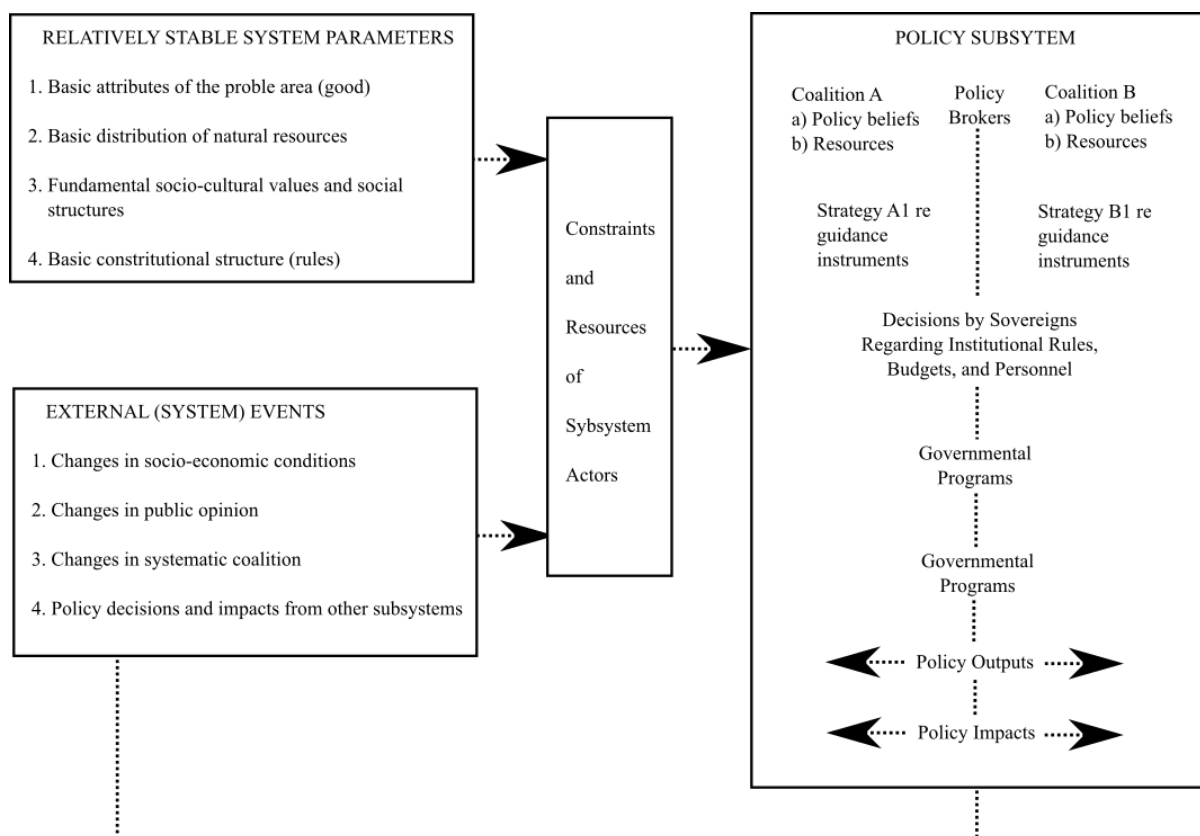 RELATIVELY STABLE SYSTEM PARAMETERS
1. Basic attributes of the proble area (good)
2. Basic distribution of natural resources
3. Fundamental socio-cultural values and social
structures
4. Basic constritutional structure (rules)
EXTERNAL (SYSTEM) EVENTS
1. Changes in socio-economic conditions
2. Changes in public opinion
3. Changes in systematic coalition
4. Policy decisions and impacts from other subsystems
Constraints
and
Resources
of
Sybsystem
Actors
POLICY SUBSYTEM
Coalition A
a) Policy beliefs
b) Resources
Policy
Brokers
Coalition B
a) Policy beliefs
b) Resources
Strategy A1 re
guidance
instruments
Strategy B1 re
guidance
instruments
Decisions by Sovereigns
Regarding Institutional Rules,
Budgets, and Personnel
Governmental
Programs
Governmental
Programs
Policy Outputs
Policy Impacts